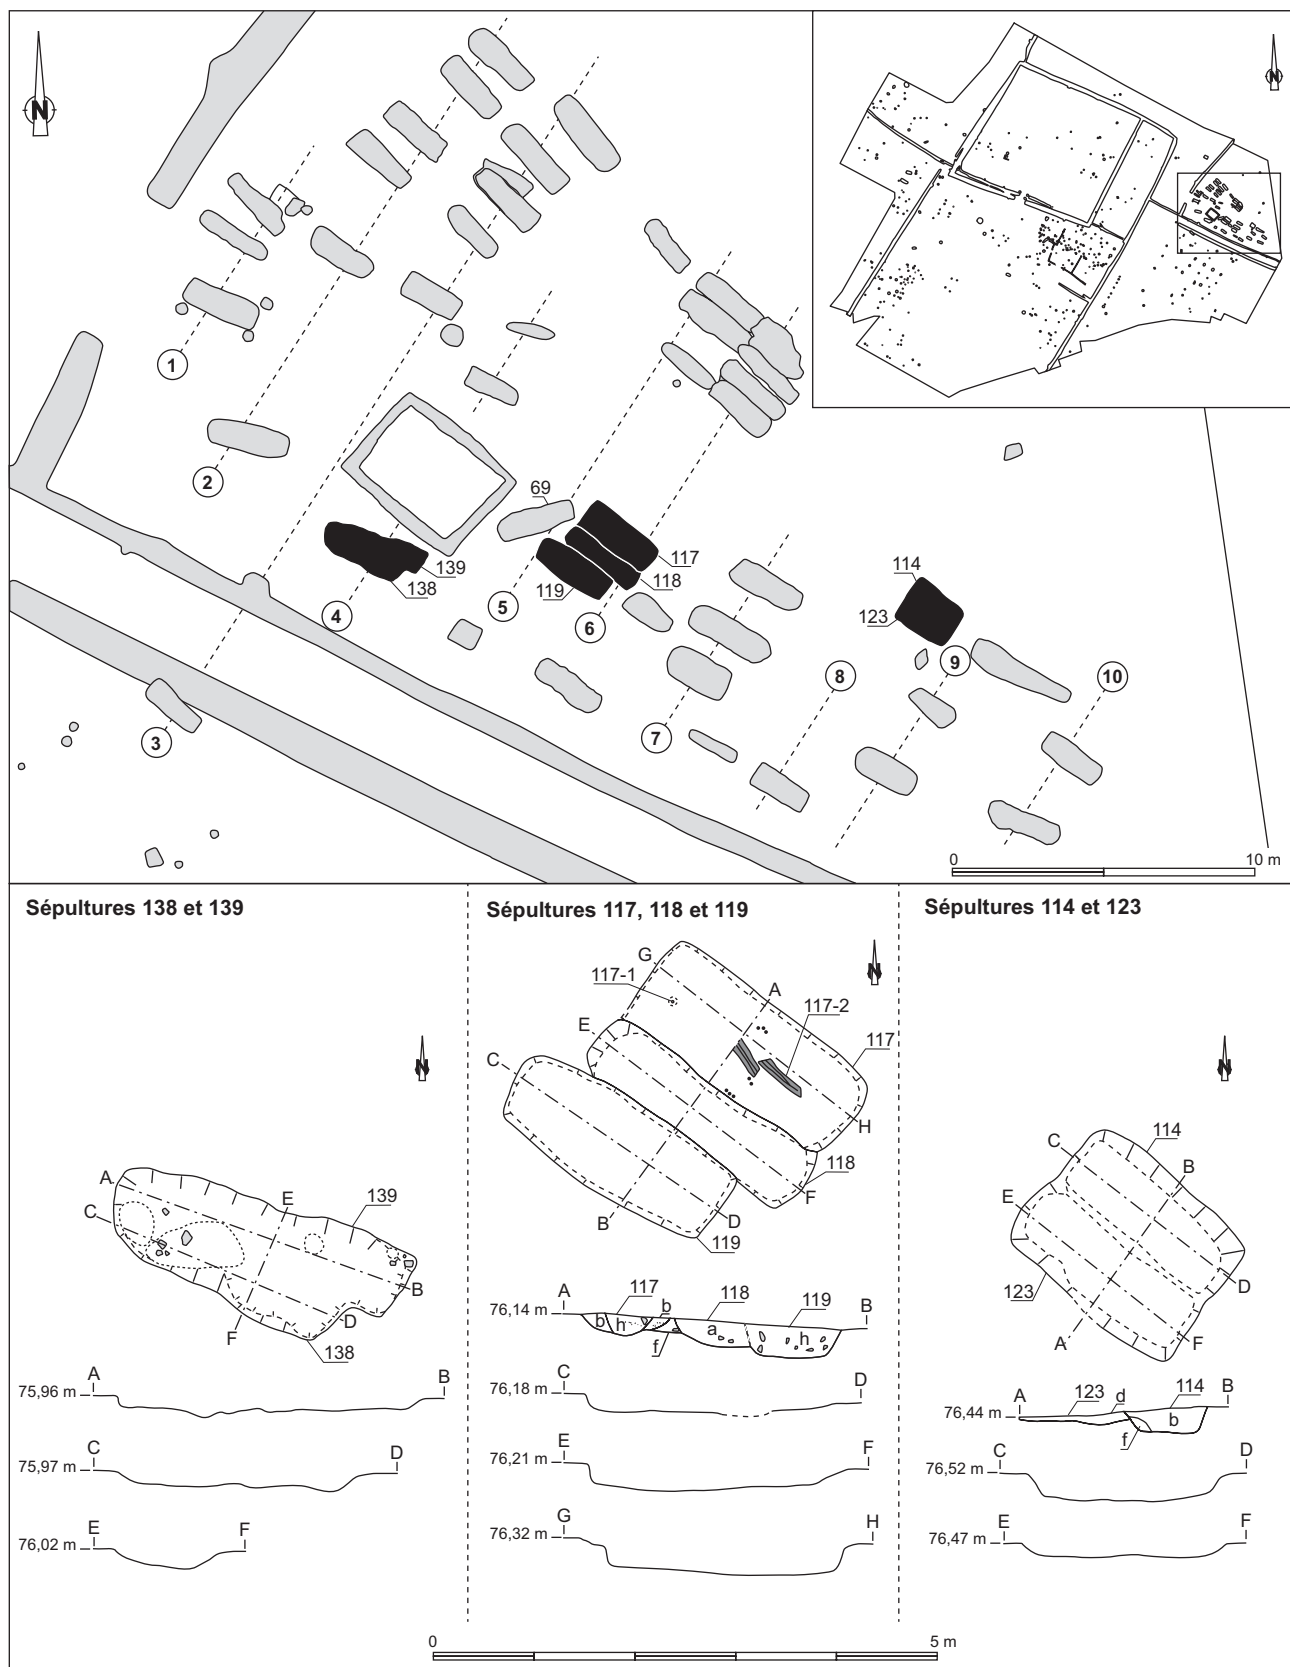 N
N
1
2
3
4
5
6
7
8
9
10
69
117
118
119
139
138
114
123
0 10 m
Sépultures 138 et 139
Sépultures 117, 118 et 119
Sépultures 114 et 123
N
A
C
E
139
B
D
F
138
A B
75,96 m
C D
75,97 m
E F
76,02 m
N
G
117-1
A
117-2
E
117
C
H
118
F
B
D
119
A 117 b 118 119 B
76,14 m
b h a h
f
C D
76,18 m
E F
76,21 m
G H
76,32 m
N
114
C
B
E
D
123
A
F
A 123 d 114 B
76,44 m
b
f
C D
76,52 m
E F
76,47 m
0 5 m